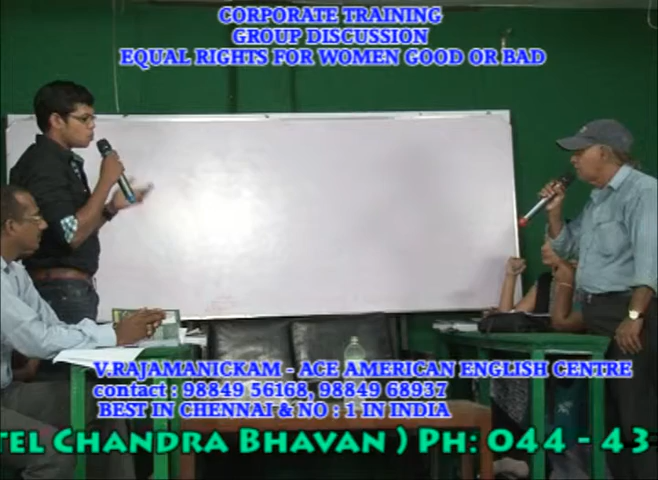 CORPORATE TRAINING
GROUP DISCUSSION
EQUAL RIGHTS FOR WOMEN GOOD OR BAD
V.RAJAMANICKAM - ACE AMERICAN ENGLISH CENTRE
contact : 98849 56168, 98849 68937
BEST IN CHENNAI & NO : 1 IN INDIA
TEL CHANDRA BHAVAN ) PH: 044 - 43